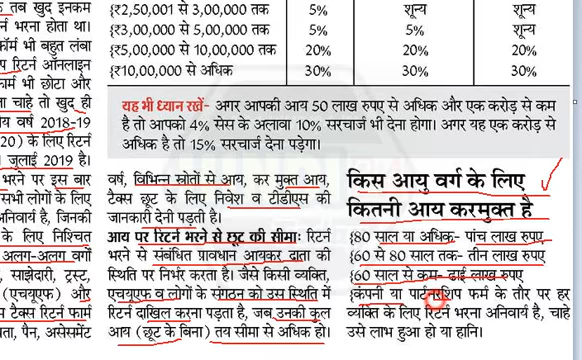 तब खुद इनकम
रिटर्न भरना होता था।
फॉर्म भी बहुत लंबा
रिटर्न ऑनलाइन
फॉर्म भी छोटा और
चाहे तो खुद ही
वर्ष 2018-19
20) के लिए रिटर्न
जुलाई 2019 है।
भरने पर इस बार
सभी लोगों के लिए
अनिवार्य है, जिनकी
के लिए निश्चित
अलग-अलग वर्गों
साझेदारी, ट्रस्ट,
(एचयूएफ) और
टैक्स रिटर्न फॉर्म
पैन, असेसमेंट
{₹2,50,001 से 3,00,000 तक 5% शून्य शून्य
{₹3,00,000 से 5,00,000 तक 5% 5% शून्य
{₹5,00,000 से 10,00,000 तक 20% 20% 20%
{₹10,00,000 से अधिक 30% 30% 30%
यह भी ध्यान रखें- अगर आपकी आय 50 लाख रुपए से अधिक और एक करोड़ से कम
है तो आपको 4% सेस के अलावा 10% सरचार्ज भी देना होगा। अगर यह एक करोड़ से
अधिक है तो 15% सरचार्ज देना पड़ेगा।
वर्ष, विभिन्न स्रोतों से आय, कर मुक्त आय,
टैक्स छूट के लिए निवेश व टीडीएस की
जानकारी देनी पड़ती है।
आय पर रिटर्न भरने से छूट की सीमा: रिटर्न
भरने से संबंधित प्रावधान आयकर दाता की
स्थिति पर निर्भर करता है। जैसे किसी व्यक्ति,
एचयूएफ व लोगों के संगठन को उस स्थिति में
रिटर्न दाखिल करना पड़ता है, जब उनकी कुल
आय (छूट के बिना) तय सीमा से अधिक हो।
किस आयु वर्ग के लिए
कितनी आय करमुक्त है
{80 साल या अधिक- पांच लाख रुपए
{60 से 80 साल तक- तीन लाख रुपए
{60 साल से कम- ढाई लाख रुपए
{कंपनी या पार्टनरशिप फर्म के तौर पर हर
व्यक्ति के लिए रिटर्न भरना अनिवार्य है, चाहे
उसे लाभ हुआ हो या हानि।